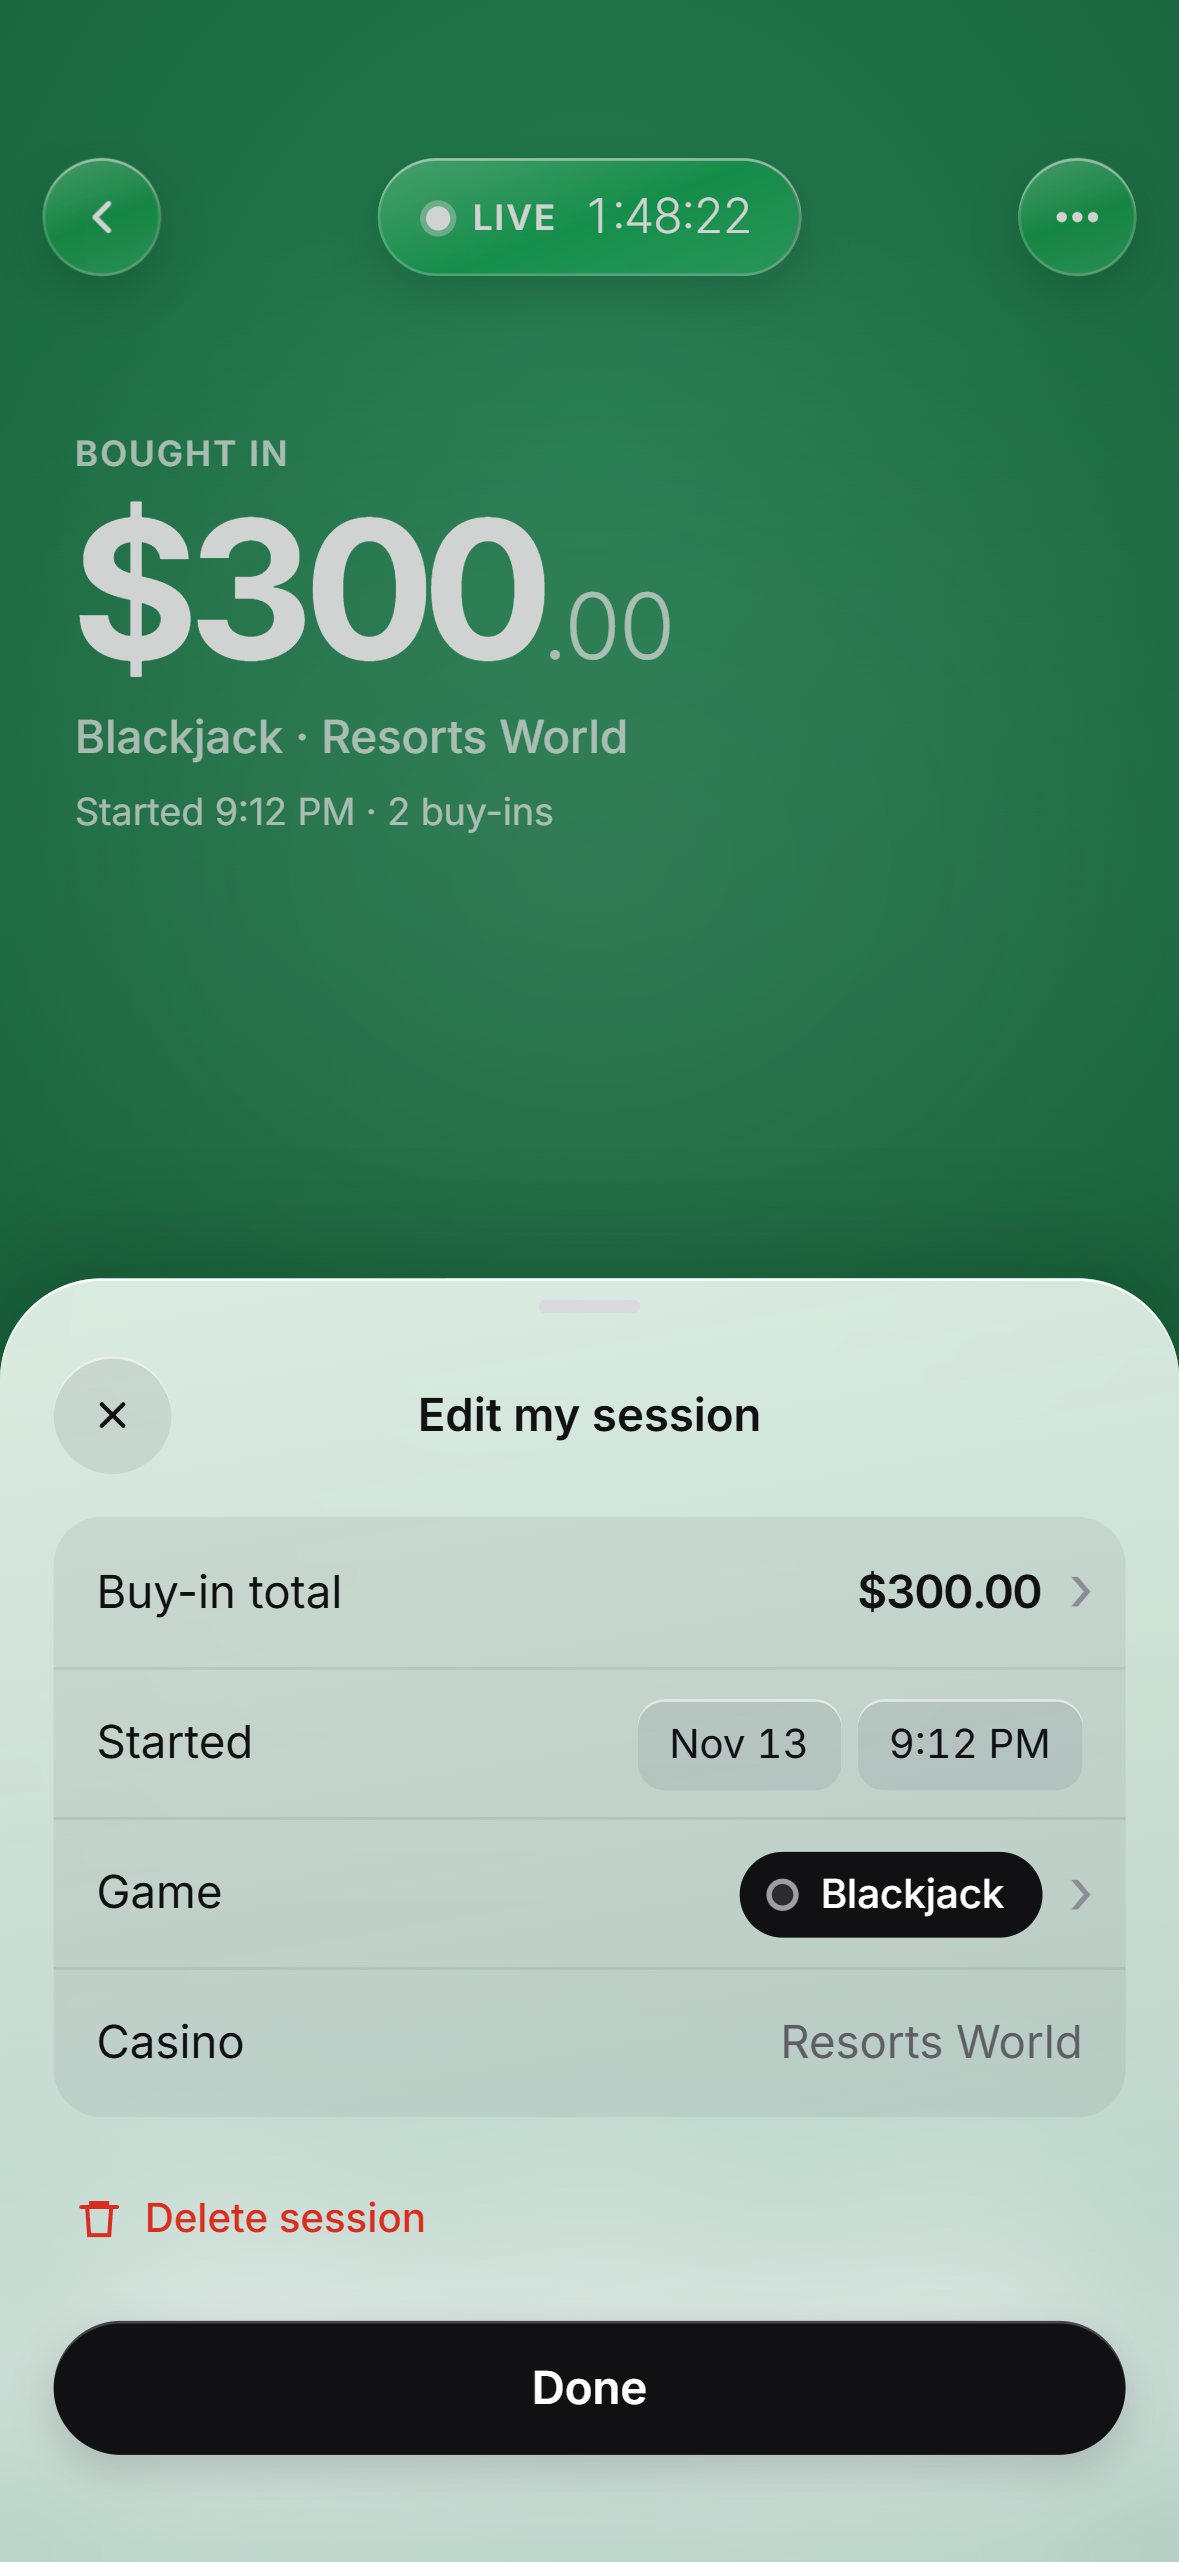 LIVE 1:48:22
BOUGHT IN
$300.00
Blackjack · Resorts World
Started 9:12 PM · 2 buy-ins
Edit my session
Buy-in total $300.00
Started Nov 13 9:12 PM
Game Blackjack
Casino Resorts World
Delete session
Done